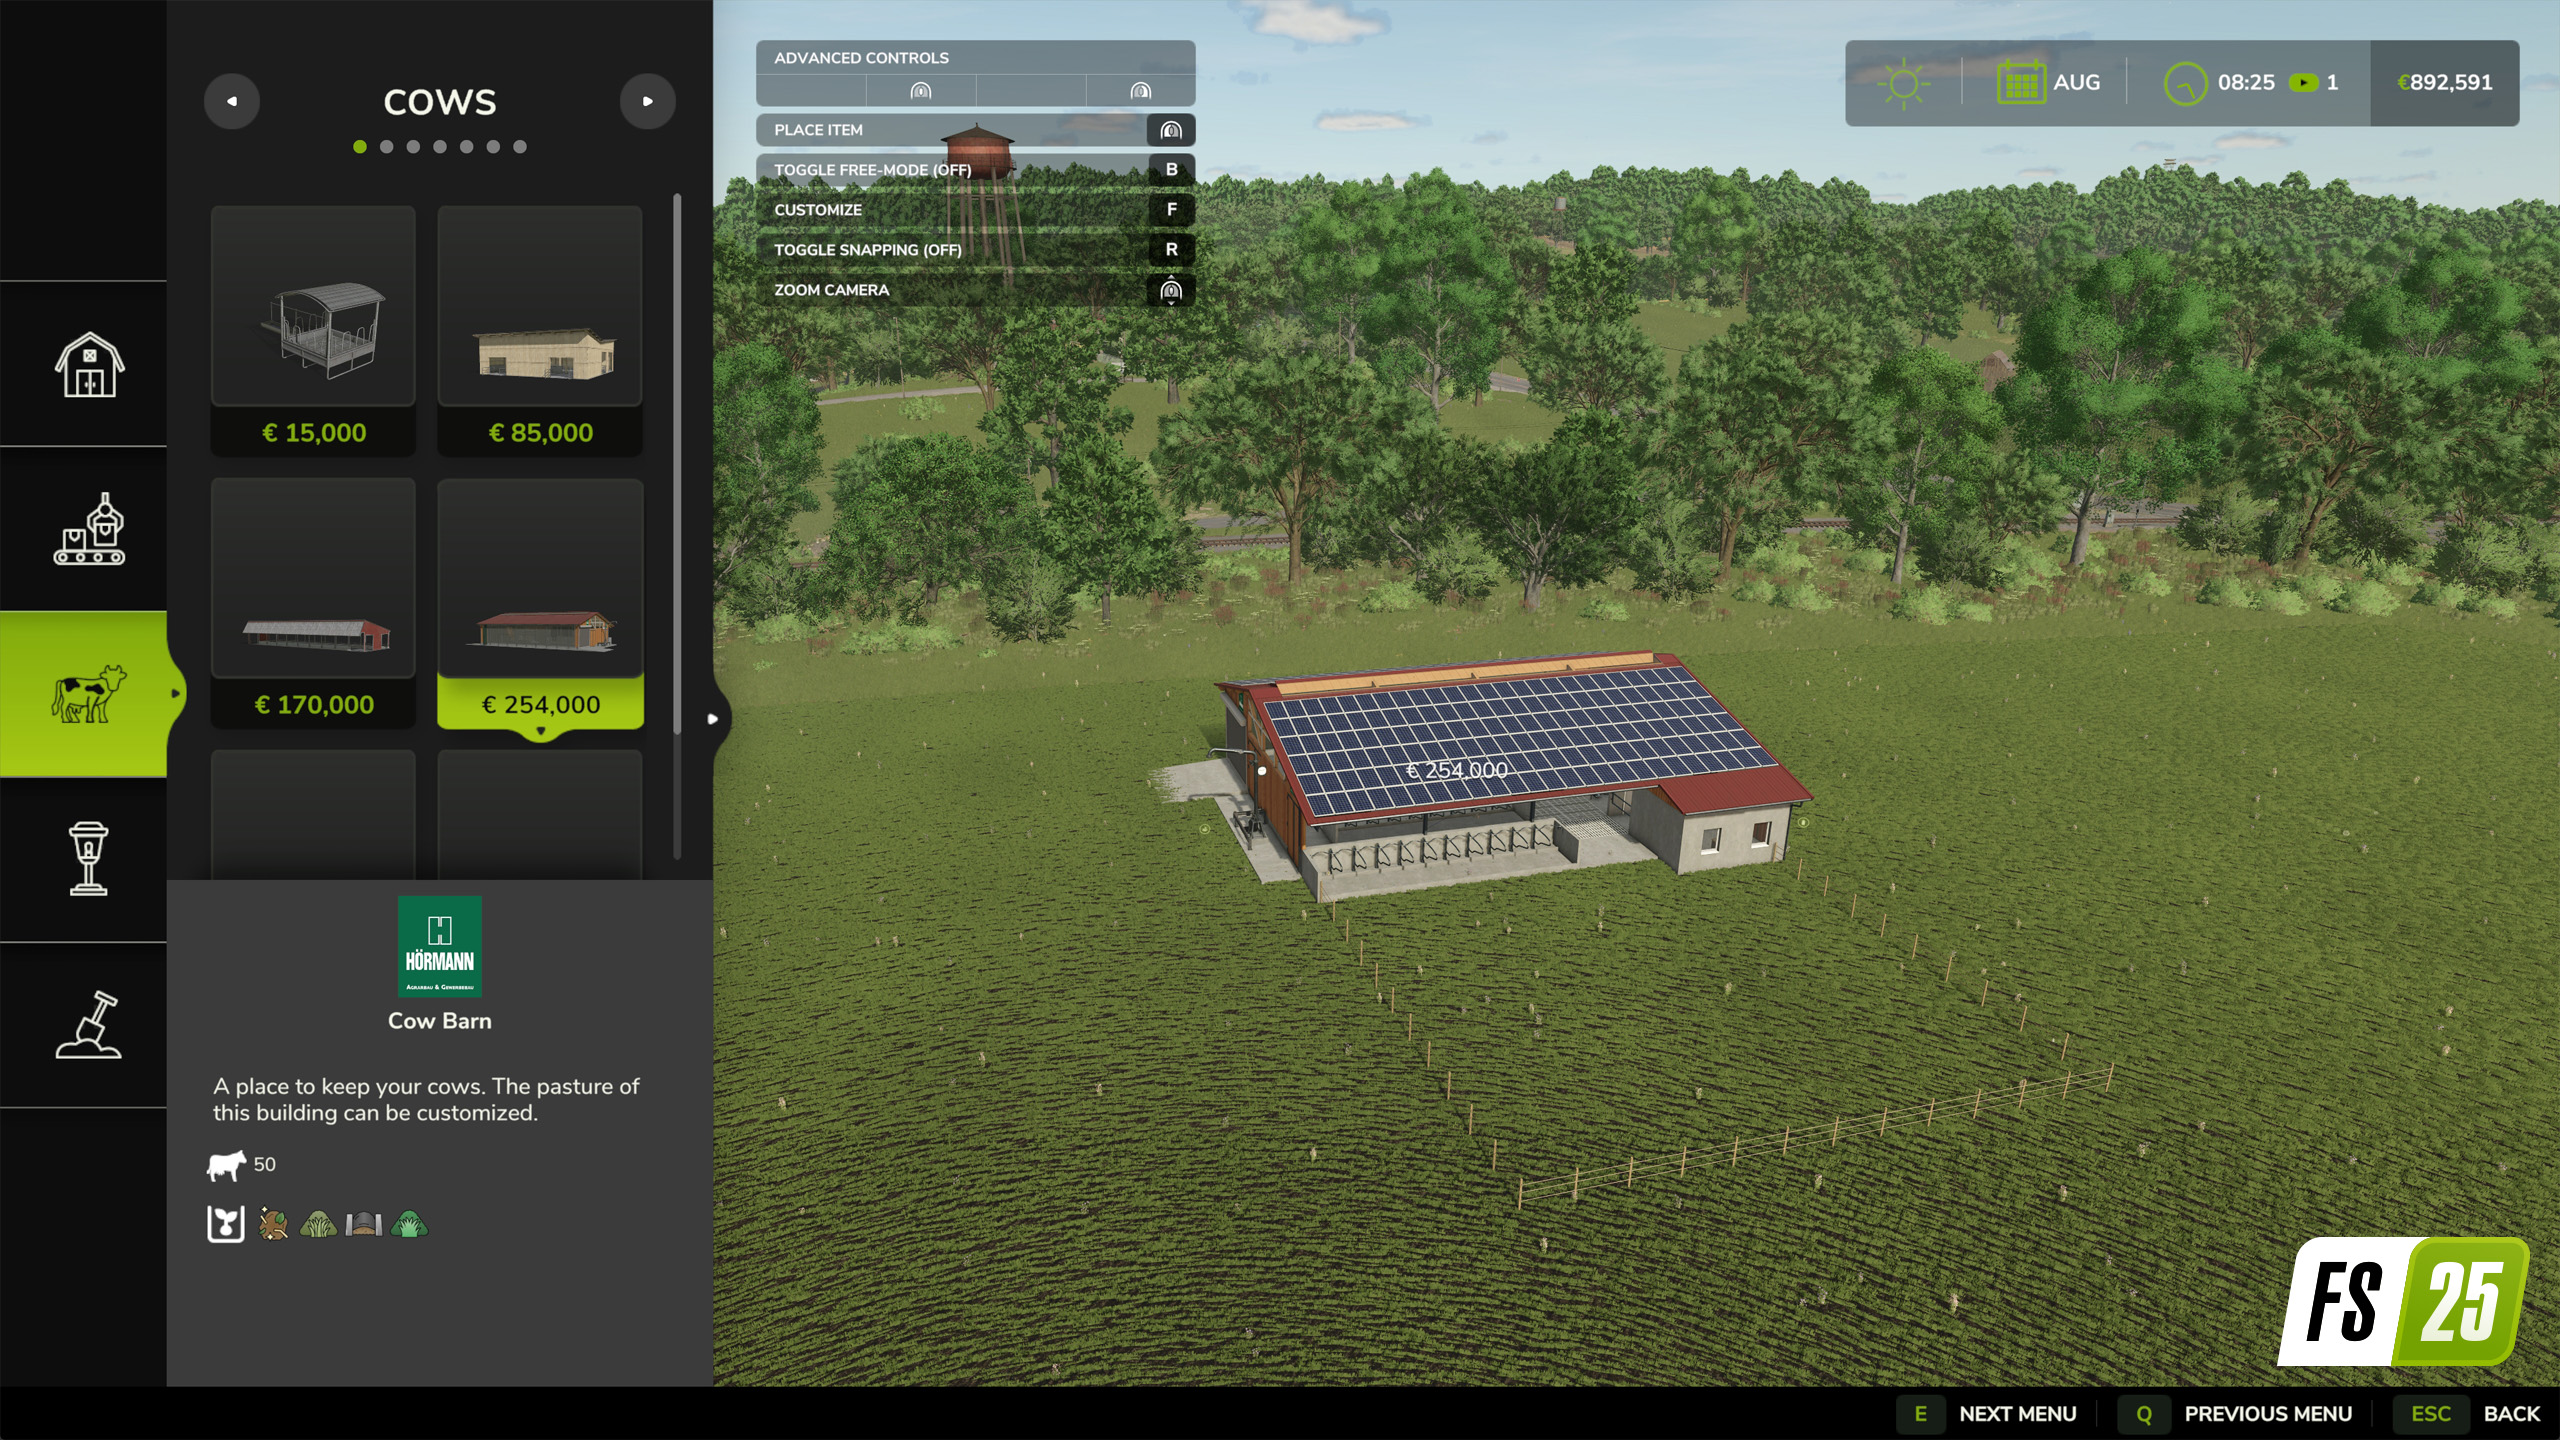 COWS
€ 15,000
€ 85,000
€ 170,000
€ 254,000
HÖRMANN
AGRARBAU & GEWERBEBAU
Cow Barn
A place to keep your cows. The pasture of
this building can be customized.
50
ADVANCED CONTROLS
PLACE ITEM
TOGGLE FREE-MODE (OFF) B
CUSTOMIZE F
TOGGLE SNAPPING (OFF) R
ZOOM CAMERA
AUG 08:25 1 €892,591
€ 254,000
FS 25
E NEXT MENU Q PREVIOUS MENU ESC BACK